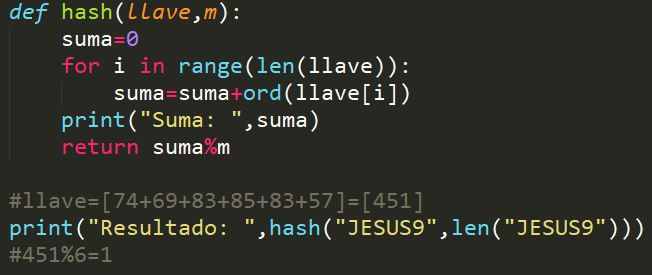 def hash(llave,m):
    suma=0
    for i in range(len(llave)):
        suma=suma+ord(llave[i])
    print("Suma: ",suma)
    return suma%m

#llave=[74+69+83+85+83+57]=[451]
print("Resultado: ",hash("JESUS9",len("JESUS9")))
#451%6=1